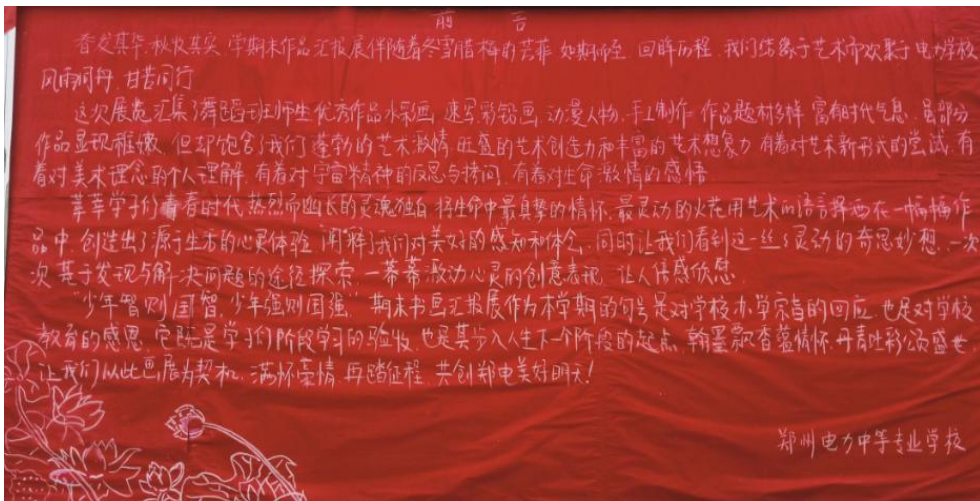 前言
春发其华,秋收其实,学期末作品汇报展伴随着冬雪腊梅的芳菲,如期而至,回眸历程,我们结缘于艺术而欢聚于电力学校
风雨同舟,甘苦同行
这次展览汇集了舞蹈班师生优秀作品水彩画,速写,彩铅画,动漫人物,手工制作,作品题材多样,富有时代气息,虽部分
作品显现稚嫩,但却饱含了我们蓬勃的艺术激情,旺盛的艺术创造力和丰富的艺术想象力,有着对艺术新形式的尝试,有
着对美术理念的个人理解,有着对宇宙精神的反思与拷问,有着对生命激情的感悟
莘莘学子们青春时代,热烈而幽长的灵魂独白,将生命中最真挚的情怀,最灵动的火花用艺术的语言挥洒在一幅幅作
品中,创造出了源于生活的心灵体验,阐释了我们对美好的感知和体会,同时让我们看到这一丝丝灵动的奇思妙想,一次
次基于发现与解决问题的途径探索,一幕幕激动心灵的创意表现,让人倍感欣慰
“少年智则国智,少年强则国强”期末书画汇报展作为本学期的句号是对学校办学宗旨的回应,也是对学校
教育的感恩,它既是学子们阶段学习的验收,也是其步入人生下一个阶段的起点,翰墨飘香蕴情怀,丹青吐彩颂盛世
让我们以此画展为契机,满怀豪情,再踏征程,共创郑电美好明天!
郑州电力中等专业学校